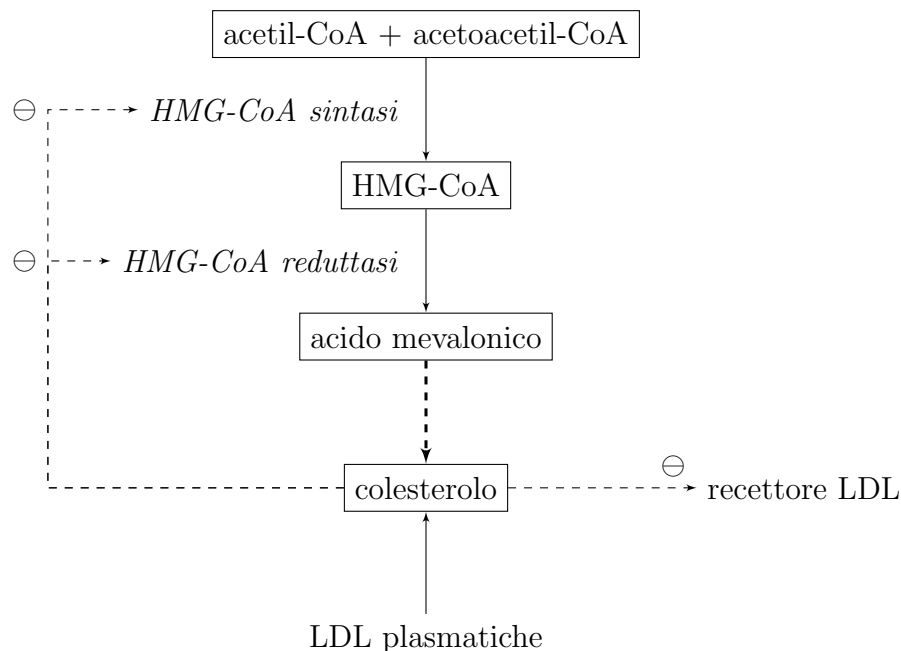 acetil-CoA + acetoacetil-CoA
⊖ HMG-CoA sintasi
HMG-CoA
⊖ HMG-CoA reduttasi
acido mevalonico
⊖
colesterolo recettore LDL
LDL plasmatiche